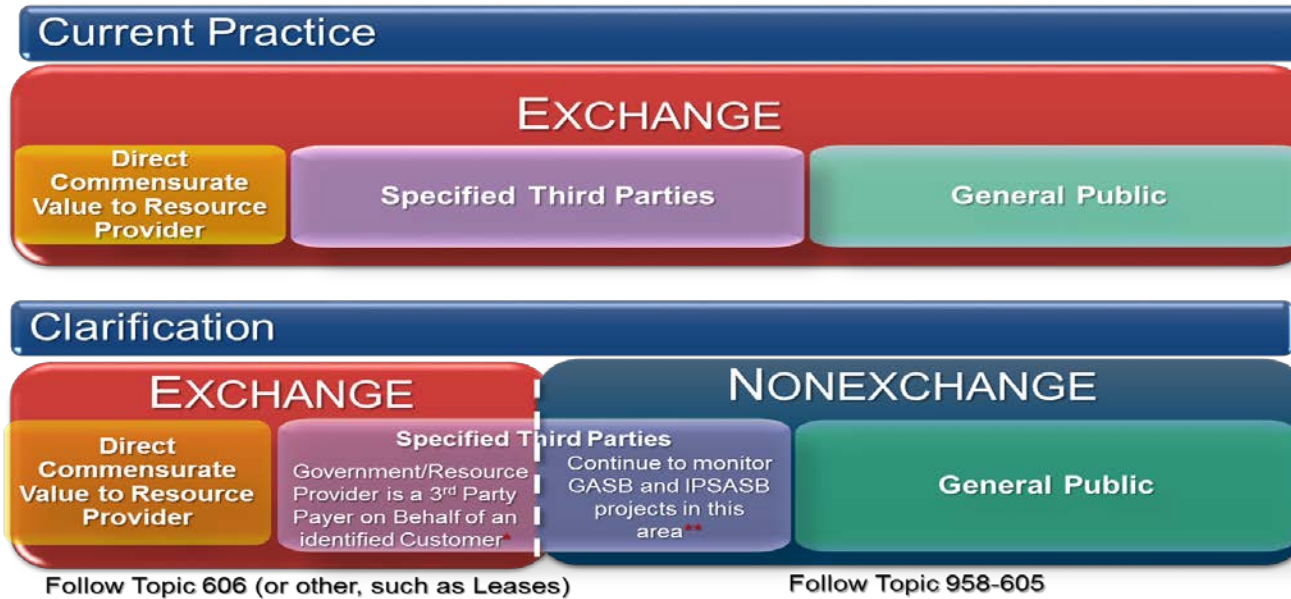 Current Practice
EXCHANGE
Direct
Commensurate
Value to Resource
Provider
Specified Third Parties
General Public
Clarification
EXCHANGE
NONEXCHANGE
Direct
Commensurate
Value to Resource
Provider
Specified Third Parties
Government/Resource
Provider is a 3rd Party
Payer on Behalf of an
identified Customer*
Continue to monitor
GASB and IPSASB
projects in this
area**
General Public
Follow Topic 606 (or other, such as Leases)
Follow Topic 958-605